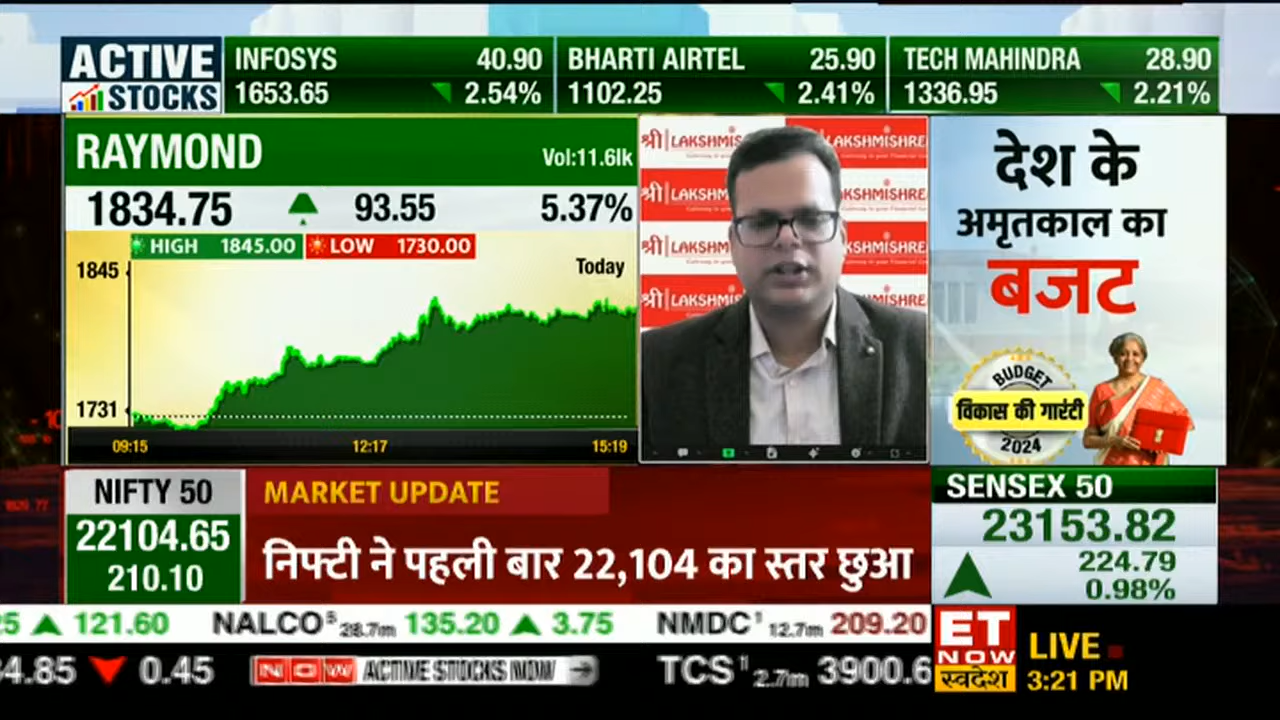 ACTIVE STOCKS
INFOSYS 40.90
1653.65 2.54%
BHARTI AIRTEL 25.90
1102.25 2.41%
TECH MAHINDRA 28.90
1336.95 2.21%
RAYMOND Vol:11.6lk
1834.75 93.55 5.37%
HIGH 1845.00 LOW 1730.00
1845 Today
1731
09:15 12:17 15:19
श्री LAKSHMISHREE
देश के
अमृतकाल का
बजट
BUDGET
विकास की गारंटी
2024
NIFTY 50
22104.65
210.10
MARKET UPDATE
निफ्टी ने पहली बार 22,104 का स्तर छुआ
SENSEX 50
23153.82
224.79
0.98%
5 121.60 NALCO 28.7m 135.20 3.75 NMDC 12.7m 209.20
4.85 0.45 NOW ACTIVE STOCKS NOW TCS 2.7m 3900.6
ET
NOW
स्वदेश
LIVE
3:21 PM